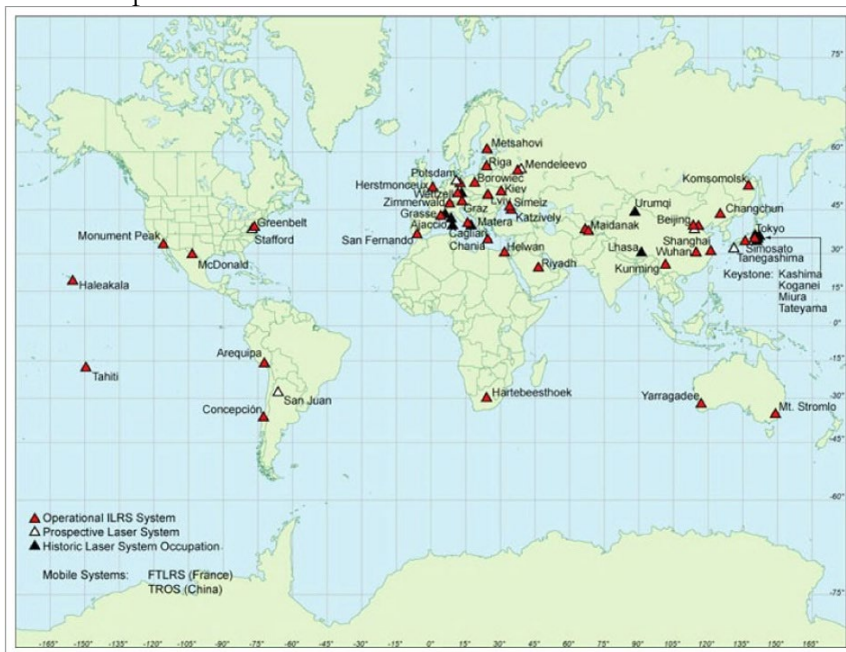 75°
60°
45°
30°
15°
0°
-15°
-30°
-45°
-60°
-75°
Metsahovi
Riga
Mendeleevo
Potsdam
Borowiec
Herstmonceux
Kiev
Komsomolsk
Wettzell
Lviv
Simeiz
Urumqi
Changchun
Zimmerwald
Graz
Katzively
Beijing
Grasse
Maidanak
Tokyo
Greenbelt
Ajaccio
Matera
Shanghai
Simosato
Monument Peak
Stafford
San Fernando
Cagliari
Lhasa
Wuhan
Tanegashima
Chania
Helwan
McDonald
Riyadh
Kunming
Keystone: Kashima
Koganei
Miura
Tateyama
Haleakala
Arequipa
Tahiti
San Juan
Hartebeesthoek
Yarragadee
Concepción
Mt. Stromlo
Operational ILRS System
Prospective Laser System
Historic Laser System Occupation
Mobile Systems: FTLRS (France)
TROS (China)
-165° -150° -135° -120° -105° -90° -75° -60° -45° -30° -15° 0° 15° 30° 45° 60° 75° 90° 105° 120° 135° 150° 165°